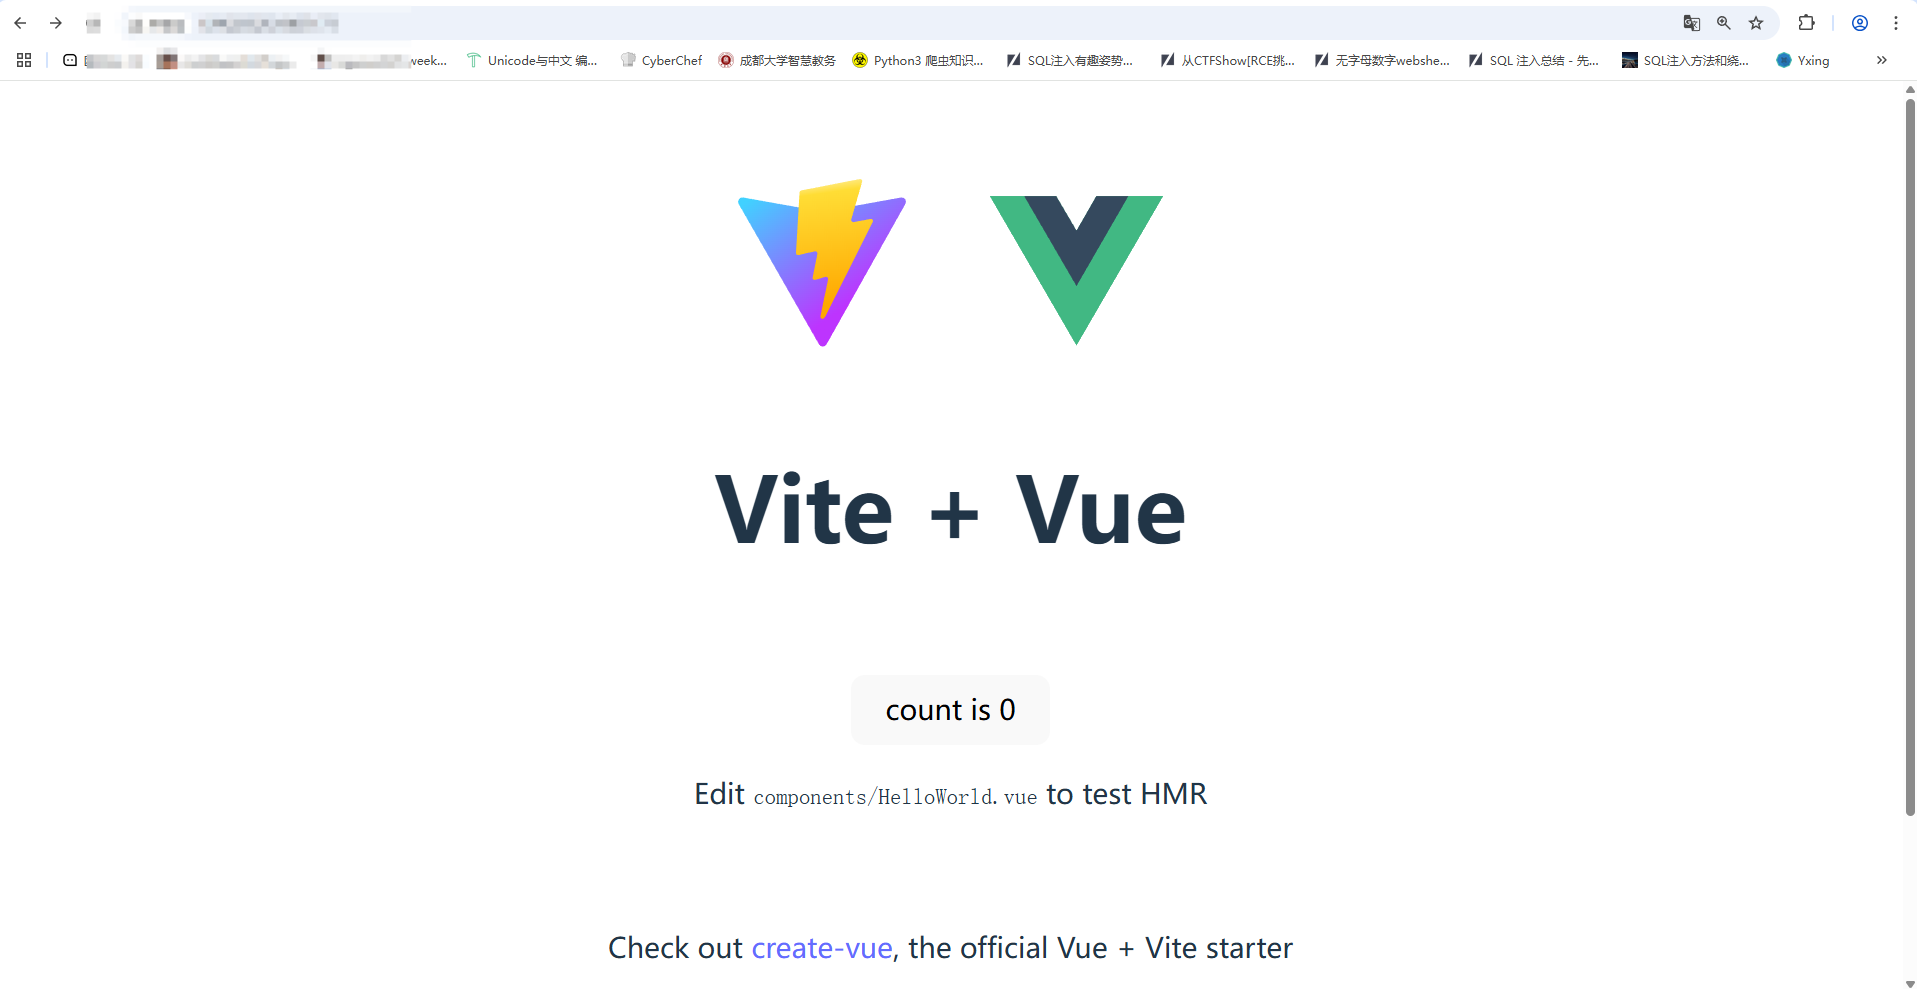 week...
Unicode与中文 编...
CyberChef
成都大学智慧教务
Python3 爬虫知识...
SQL注入有趣姿势...
从CTFShow[RCE挑...
无字母数字webshe...
SQL 注入总结 - 先...
SQL注入方法和绕...
Yxing
Vite + Vue
count is 0
Edit components/HelloWorld.vue to test HMR
Check out create-vue, the official Vue + Vite starter